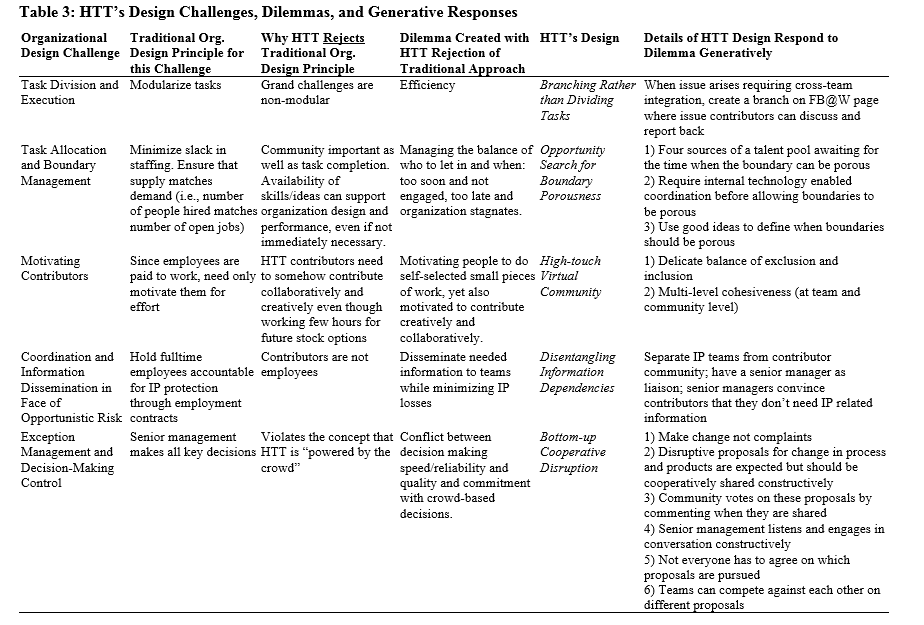 Table 3: HTT's Design Challenges, Dilemmas, and Generative Responses
Organizational
Design Challenge
Traditional Org.
Design Principle for
this Challenge
Why HTT Rejects
Traditional Org.
Design Principle
Dilemma Created with
HTT Rejection of
Traditional Approach
HTT's Design
Details of HTT Design Respond to
Dilemma Generatively
Task Division and
Execution
Modularize tasks
Grand challenges are
non-modular
Efficiency
Branching Rather
than Dividing
Tasks
When issue arises requiring cross-team
integration, create a branch on FB@W page
where issue contributors can discuss and
report back
Task Allocation
and Boundary
Management
Minimize slack in
staffing. Ensure that
supply matches
demand (i.e., number
of people hired matches
number of open jobs)
Community important as
well as task completion.
Availability of
skills/ideas can support
organization design and
performance, even if not
immediately necessary.
Managing the balance of
who to let in and when:
too soon and not
engaged, too late and
organization stagnates.
Opportunity
Search for
Boundary
Porousness
1) Four sources of a talent pool awaiting for
the time when the boundary can be porous
2) Require internal technology enabled
coordination before allowing boundaries to
be porous
3) Use good ideas to define when boundaries
should be porous
Motivating
Contributors
Since employees are
paid to work, need only
motivate them for
effort
HTT contributors need
to somehow contribute
collaboratively and
creatively even though
working few hours for
future stock options
Motivating people to do
self-selected small pieces
of work, yet also
motivated to contribute
creatively and
collaboratively.
High-touch
Virtual
Community
1) Delicate balance of exclusion and
inclusion
2) Multi-level cohesiveness (at team and
community level)
Coordination and
Information
Dissemination in
Face of
Opportunistic Risk
Hold fulltime
employees accountable
for IP protection
through employment
contracts
Contributors are not
employees
Disseminate needed
information to teams
while minimizing IP
losses
Disentangling
Information
Dependencies
Separate IP teams from contributor
community; have a senior manager as
liaison; senior managers convince
contributors that they don't need IP related
information
Exception
Management and
Decision-Making
Control
Senior management
makes all key decisions
Violates the concept that
HTT is "powered by the
crowd"
Conflict between
decision making
speed/reliability and
quality and commitment
with crowd-based
decisions.
Bottom-up
Cooperative
Disruption
1) Make change not complaints
2) Disruptive proposals for change in process
and products are expected but should be
cooperatively shared constructively
3) Community votes on these proposals by
commenting when they are shared
4) Senior management listens and engages in
conversation constructively
5) Not everyone has to agree on which
proposals are pursued
6) Teams can compete against each other on
different proposals